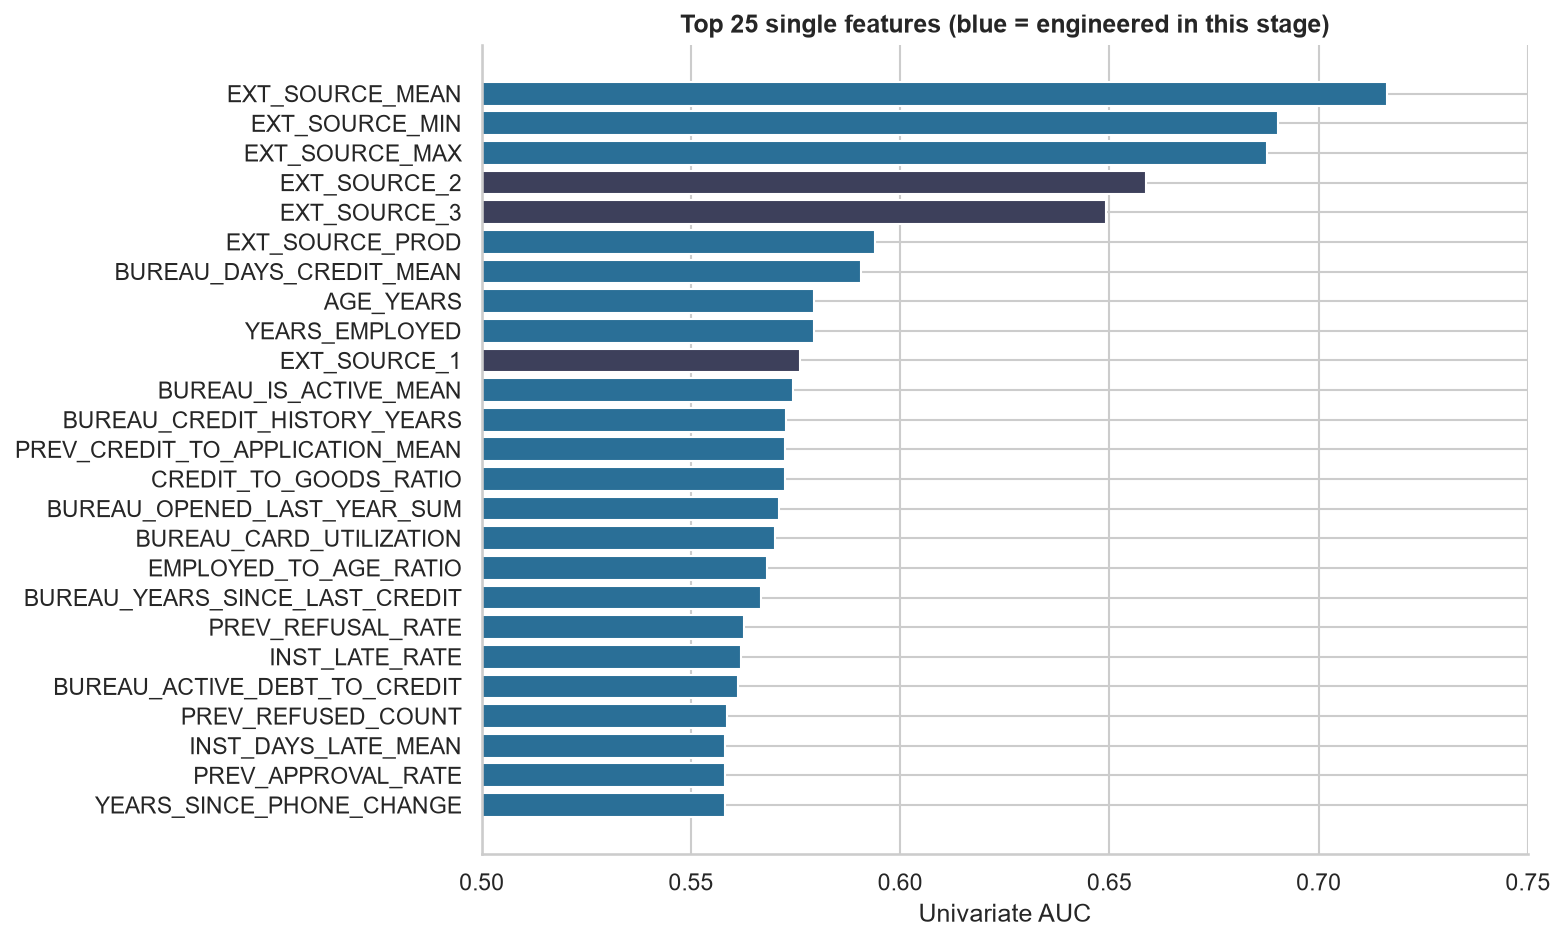 Top 25 single features (blue = engineered in this stage)
EXT_SOURCE_MEAN
EXT_SOURCE_MIN
EXT_SOURCE_MAX
EXT_SOURCE_2
EXT_SOURCE_3
EXT_SOURCE_PROD
BUREAU_DAYS_CREDIT_MEAN
AGE_YEARS
YEARS_EMPLOYED
EXT_SOURCE_1
BUREAU_IS_ACTIVE_MEAN
BUREAU_CREDIT_HISTORY_YEARS
PREV_CREDIT_TO_APPLICATION_MEAN
CREDIT_TO_GOODS_RATIO
BUREAU_OPENED_LAST_YEAR_SUM
BUREAU_CARD_UTILIZATION
EMPLOYED_TO_AGE_RATIO
BUREAU_YEARS_SINCE_LAST_CREDIT
PREV_REFUSAL_RATE
INST_LATE_RATE
BUREAU_ACTIVE_DEBT_TO_CREDIT
PREV_REFUSED_COUNT
INST_DAYS_LATE_MEAN
PREV_APPROVAL_RATE
YEARS_SINCE_PHONE_CHANGE
0.50 0.55 0.60 0.65 0.70 0.75
Univariate AUC